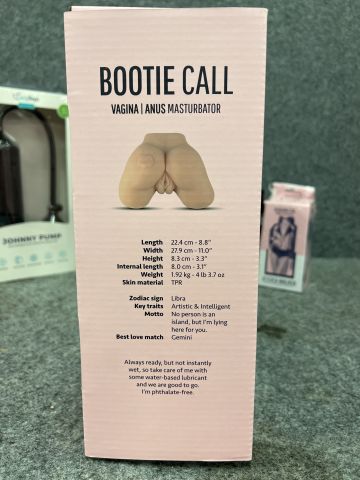 BOOTIE CALL
VAGINA | ANUS MASTURBATOR
Length 22.4 cm - 8.8"
Width 27.9 cm - 11.0"
Height 8.3 cm - 3.3"
Internal length 8.0 cm - 3.1"
Weight 1.92 kg - 4 lb 3.7 oz
Skin material TPR
Zodiac sign Libra
Key traits Artistic & Intelligent
Motto No person is an
island, but I'm lying
here for you.
Best love match Gemini
Always ready, but not instantly
wet, so take care of me with
some water-based lubricant
and we are good to go.
I'm phthalate-free.
JOHNNY PUMP